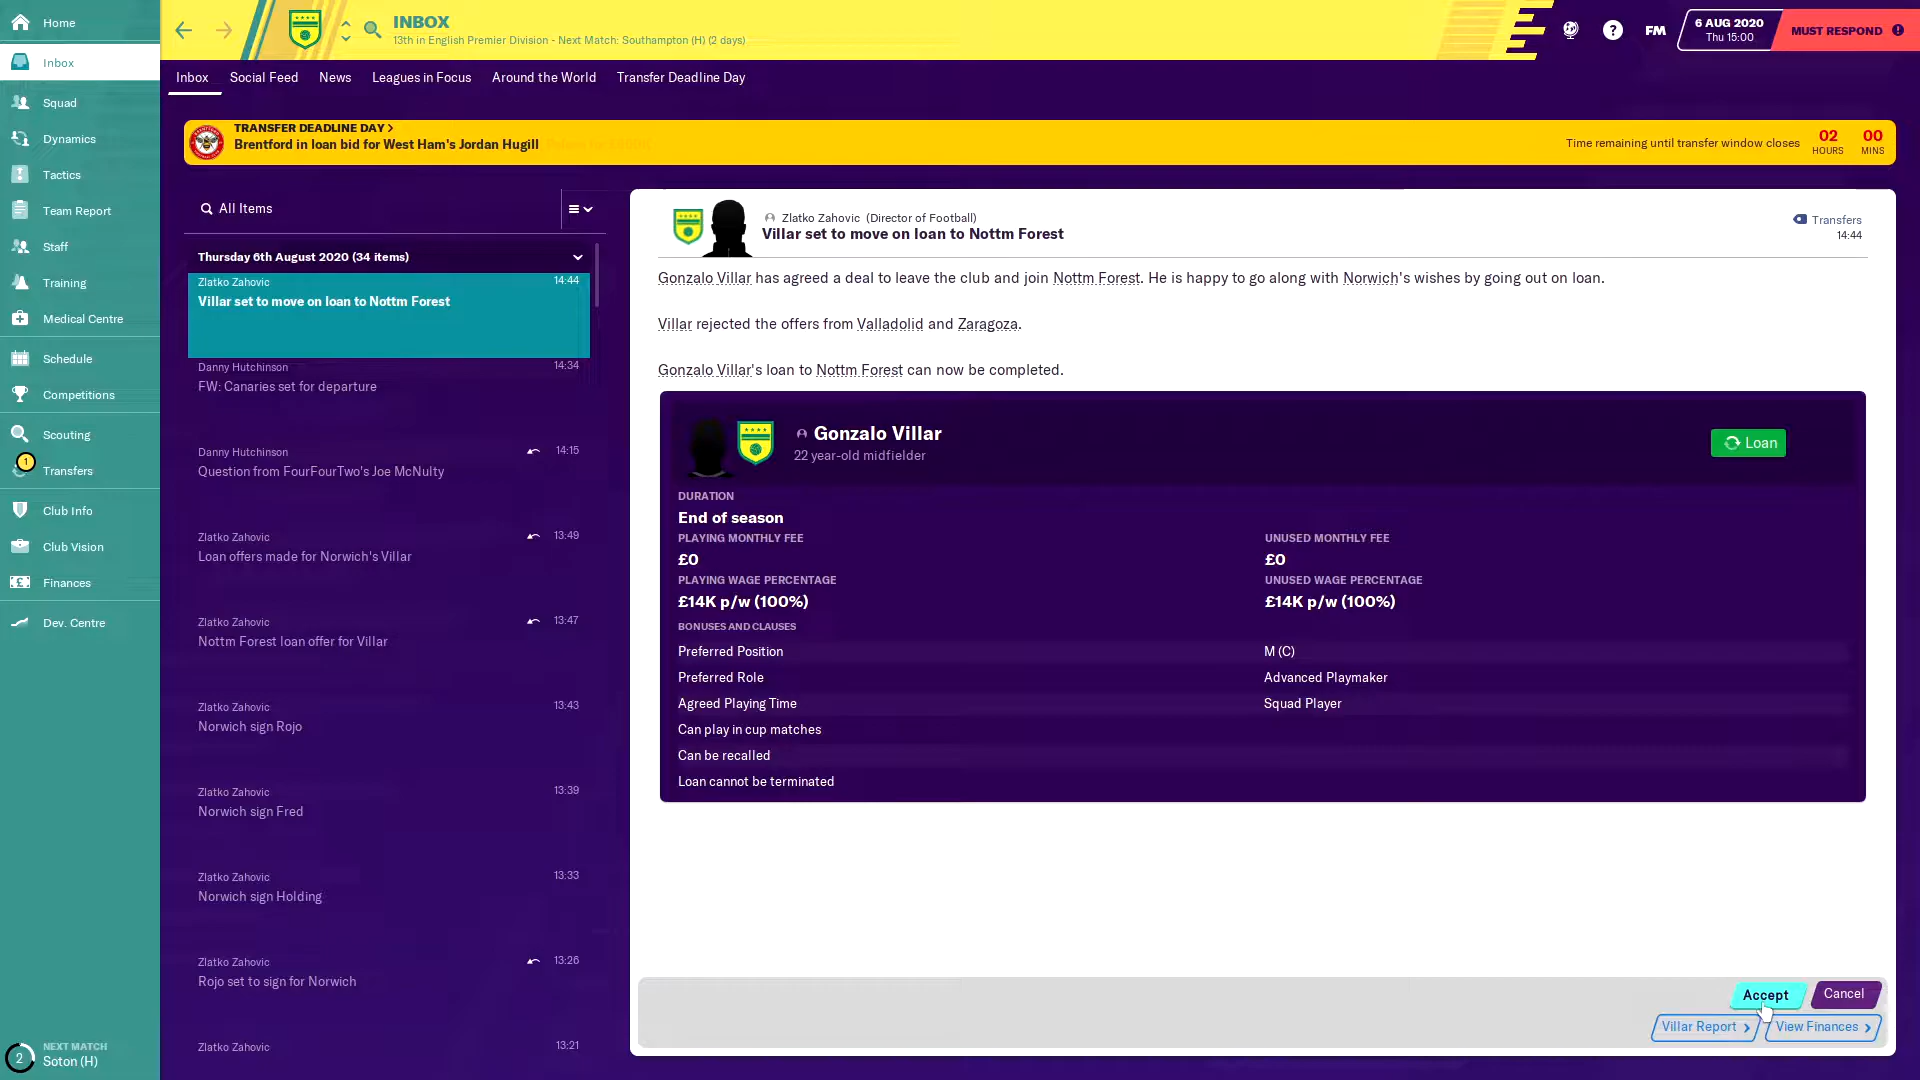 Home
INBOX
13th in English Premier Division - Next Match: Southampton (H) (2 days)
FM
6 AUG 2020
Thu 15:00
MUST RESPOND
Inbox
Inbox
Social Feed
News
Leagues in Focus
Around the World
Transfer Deadline Day
Squad
Dynamics
Tactics
Team Report
Staff
Training
Medical Centre
Schedule
Competitions
Scouting
1
Transfers
Club Info
Club Vision
Finances
Dev. Centre
2
NEXT MATCH
Soton (H)
TRANSFER DEADLINE DAY >
Brentford in loan bid for West Ham's Jordan Hugill
Time remaining until transfer window closes
02
HOURS
00
MINS
All Items
Thursday 6th August 2020 (34 items)
Zlatko Zahovic 14:44
Villar set to move on loan to Nottm Forest
Danny Hutchinson 14:34
FW: Canaries set for departure
Danny Hutchinson 14:15
Question from FourFourTwo's Joe McNulty
Zlatko Zahovic 13:49
Loan offers made for Norwich's Villar
Zlatko Zahovic 13:47
Nottm Forest loan offer for Villar
Zlatko Zahovic 13:43
Norwich sign Rojo
Zlatko Zahovic 13:39
Norwich sign Fred
Zlatko Zahovic 13:33
Norwich sign Holding
Zlatko Zahovic 13:26
Rojo set to sign for Norwich
Zlatko Zahovic 13:21
Zlatko Zahovic (Director of Football)
Villar set to move on loan to Nottm Forest
Transfers
14:44
Gonzalo Villar has agreed a deal to leave the club and join Nottm Forest. He is happy to go along with Norwich's wishes by going out on loan.
Villar rejected the offers from Valladolid and Zaragoza.
Gonzalo Villar's loan to Nottm Forest can now be completed.
Gonzalo Villar
22 year-old midfielder
Loan
DURATION
End of season
PLAYING MONTHLY FEE UNUSED MONTHLY FEE
£0 £0
PLAYING WAGE PERCENTAGE UNUSED WAGE PERCENTAGE
£14K p/w (100%) £14K p/w (100%)
BONUSES AND CLAUSES
Preferred Position M (C)
Preferred Role Advanced Playmaker
Agreed Playing Time Squad Player
Can play in cup matches
Can be recalled
Loan cannot be terminated
Accept
Cancel
Villar Report >
View Finances >